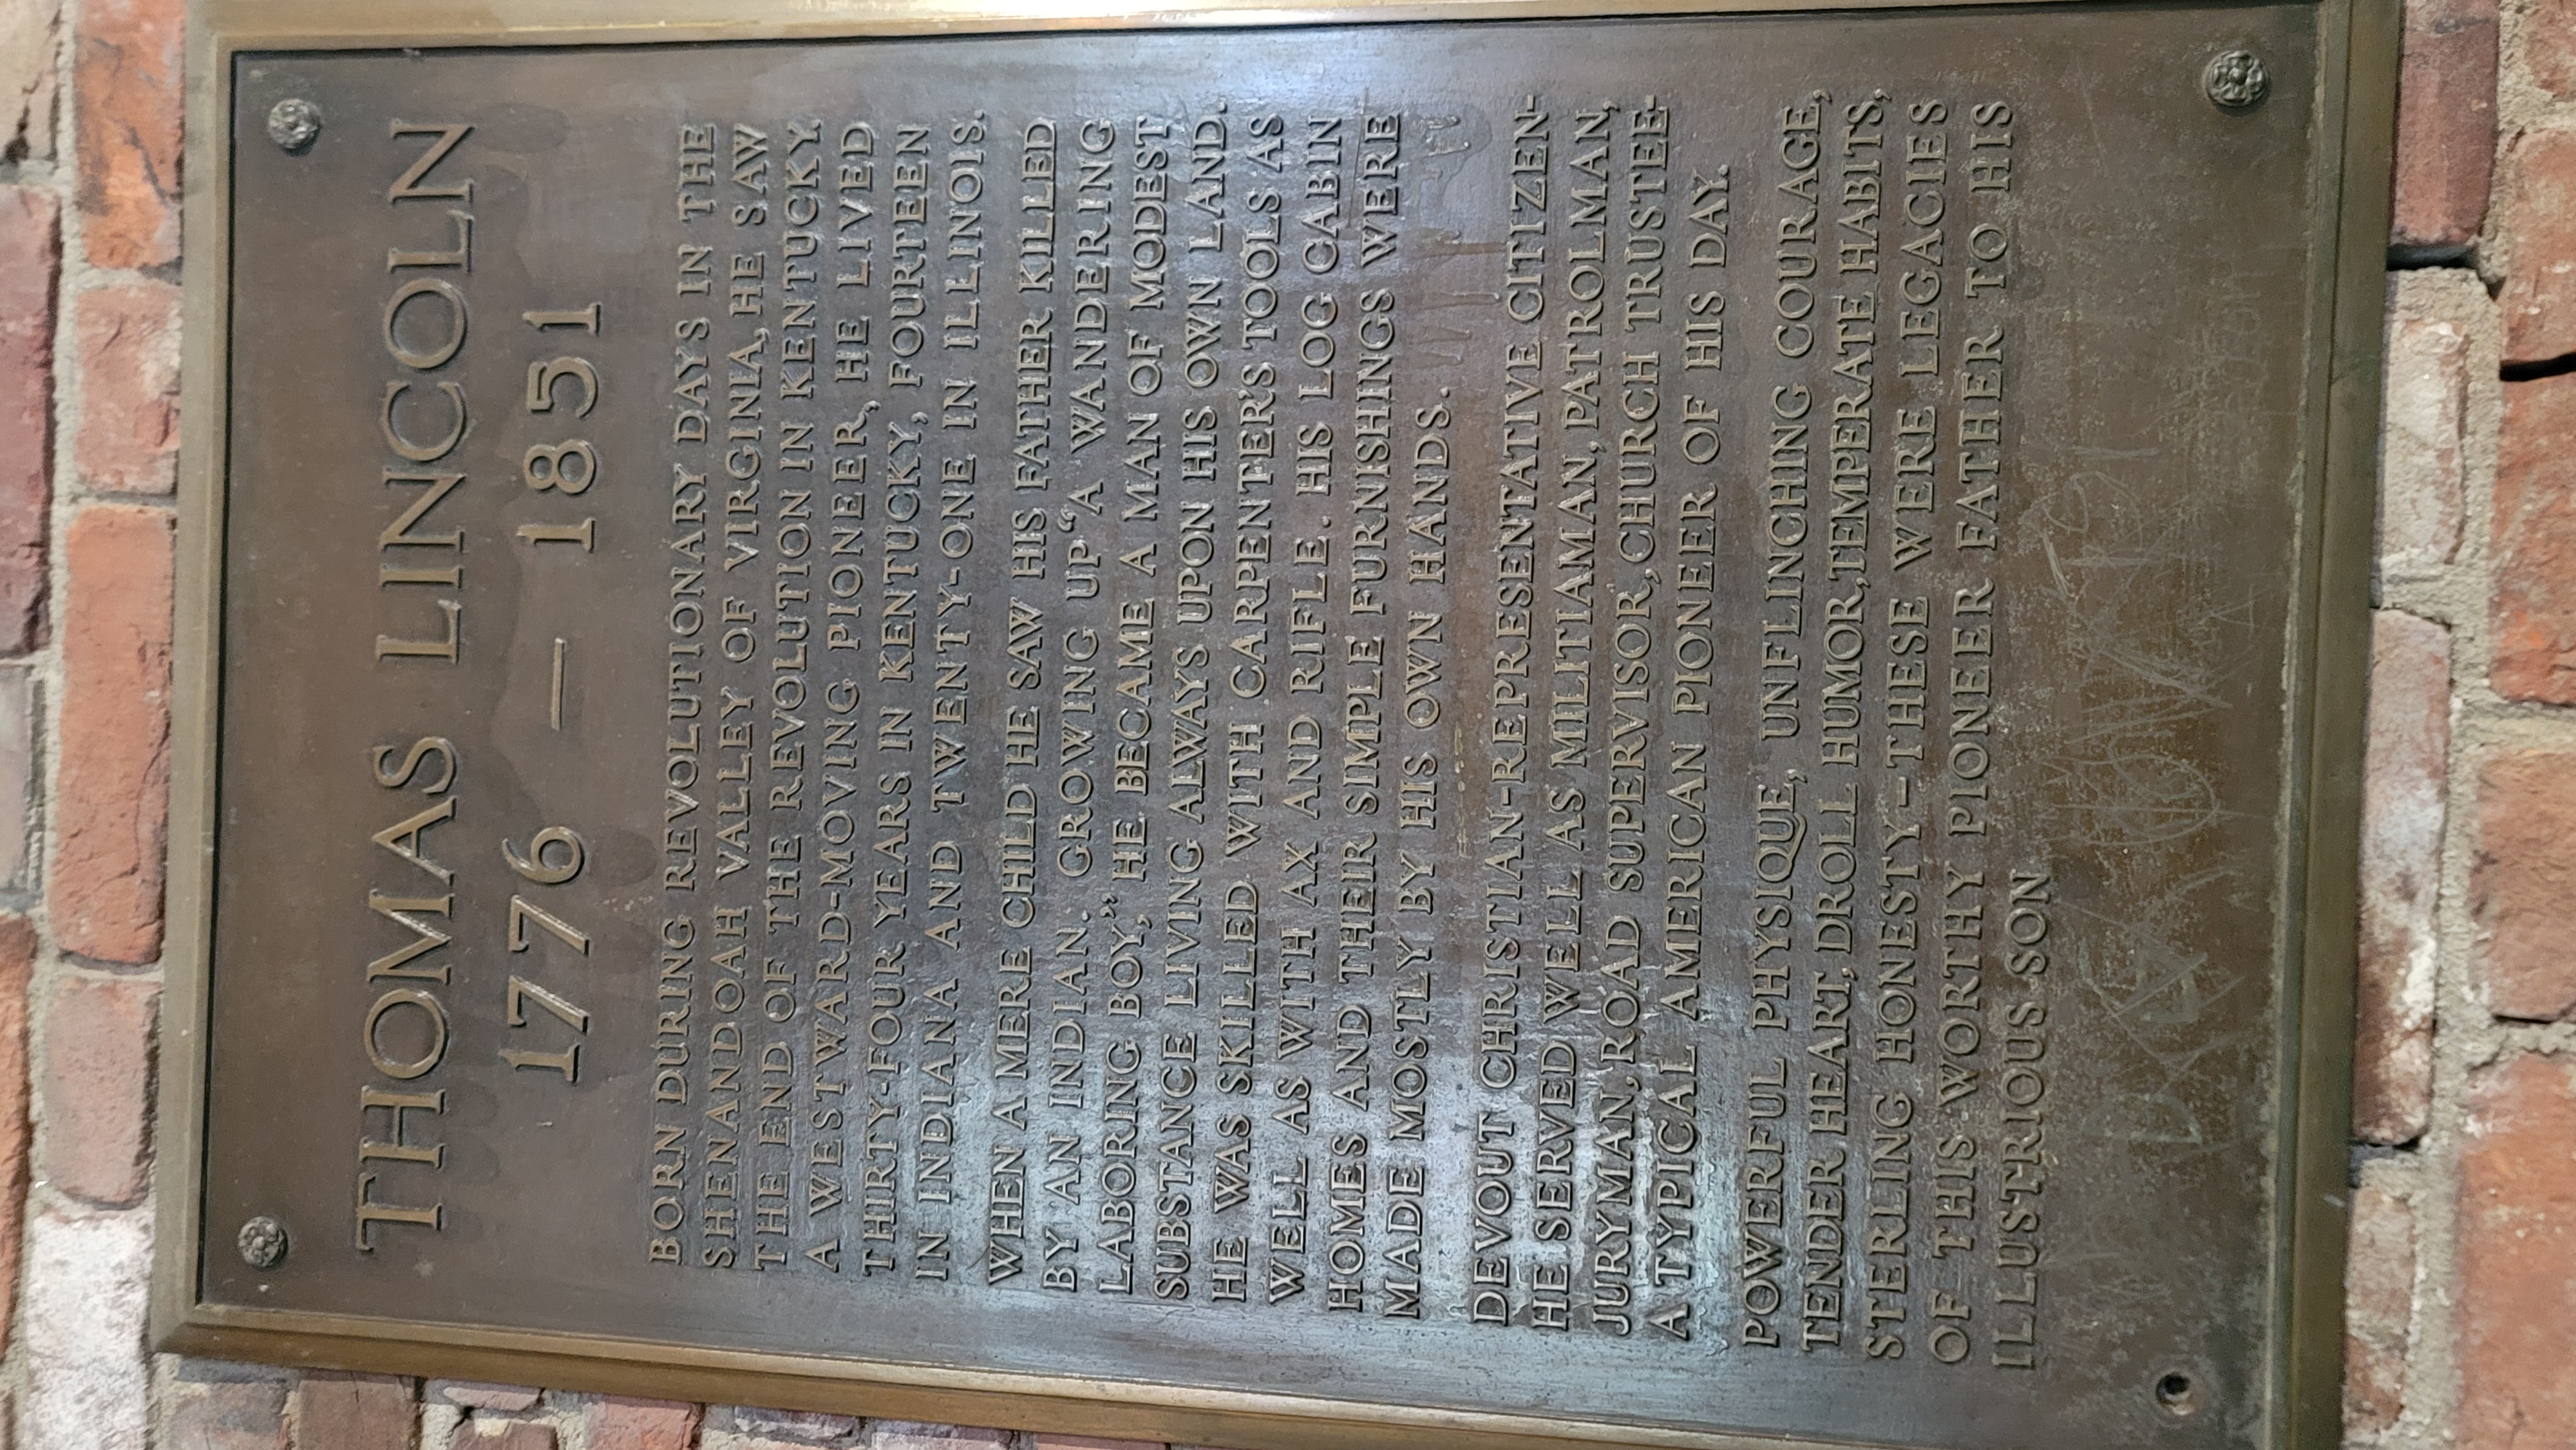 THOMAS LINCOLN
1776 — 1851
BORN DURING REVOLUTIONARY DAYS IN THE
SHENANDOAH VALLEY OF VIRGINIA, HE SAW
THE END OF THE REVOLUTION IN KENTUCKY.
A WESTWARD-MOVING PIONEER, HE LIVED
THIRTY-FOUR YEARS IN KENTUCKY, FOURTEEN
IN INDIANA AND TWENTY-ONE IN ILLINOIS.
WHEN A MERE CHILD HE SAW HIS FATHER KILLED
BY AN INDIAN. GROWING UP "A WANDERING
LABORING BOY," HE BECAME A MAN OF MODEST
SUBSTANCE LIVING ALWAYS UPON HIS OWN LAND.
HE WAS SKILLED WITH CARPENTER'S TOOLS AS
WELL AS WITH AX AND RIFLE. HIS LOG CABIN
HOMES AND THEIR SIMPLE FURNISHINGS WERE
MADE MOSTLY BY HIS OWN HANDS.
DEVOUT CHRISTIAN-REPRESENTATIVE CITIZEN-
HE SERVED WELL AS MILITIAMAN, PATROLMAN,
JURYMAN, ROAD SUPERVISOR, CHURCH TRUSTEE-
A TYPICAL AMERICAN PIONEER OF HIS DAY.
POWERFUL PHYSIQUE, UNFLINCHING COURAGE,
TENDER HEART, DROLL HUMOR, TEMPERATE HABITS,
STERLING HONESTY-THESE WERE LEGACIES
OF THIS WORTHY PIONEER FATHER TO HIS
ILLUSTRIOUS SON